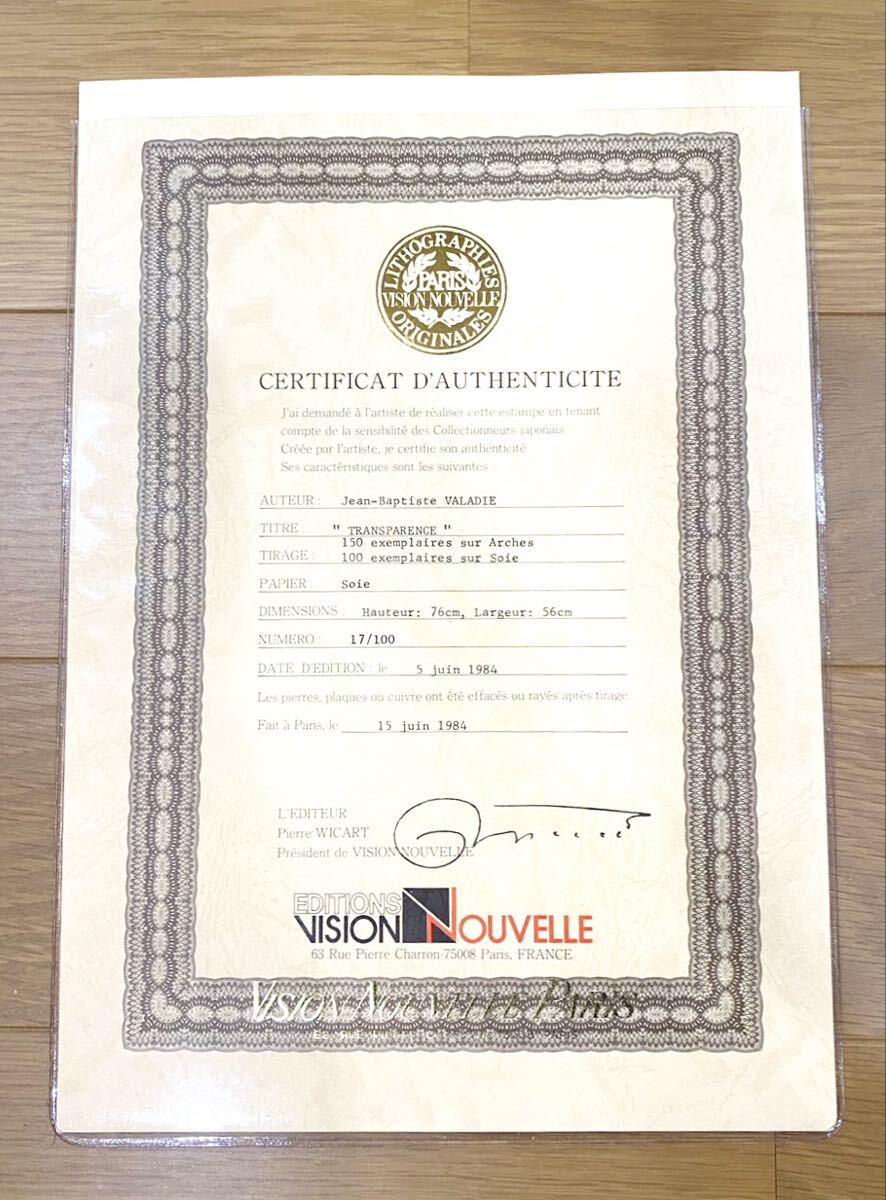 LITHOGRAPHIES
PARIS
VISION NOUVELLE
ORIGINALES
CERTIFICAT D'AUTHENTICITE
J'ai demandé à l'artiste de réaliser cette estampe en tenant
compte de la sensibilité des Collectionneurs japonais.
Créée par l'artiste, je certifie son authenticité.
Ses caractéristiques sont les suivantes :
AUTEUR : Jean-Baptiste VALADIE
TITRE : " TRANSPARENCE "
150 exemplaires sur Arches
TIRAGE : 100 exemplaires sur Soie
PAPIER : Soie
DIMENSIONS : Hauteur: 76cm, Largeur: 56cm
NUMERO : 17/100
DATE D'EDITION : le 5 juin 1984
Les pierres, plaques ou cuivre ont été effacés ou rayés après tirage.
Fait à Paris, le 15 juin 1984
L'EDITEUR
Pierre WICART
Président de VISION NOUVELLE
EDITIONS
VISION NOUVELLE
63 Rue Pierre Charron-75008 Paris, FRANCE.
VISION NOUVELLE PARIS